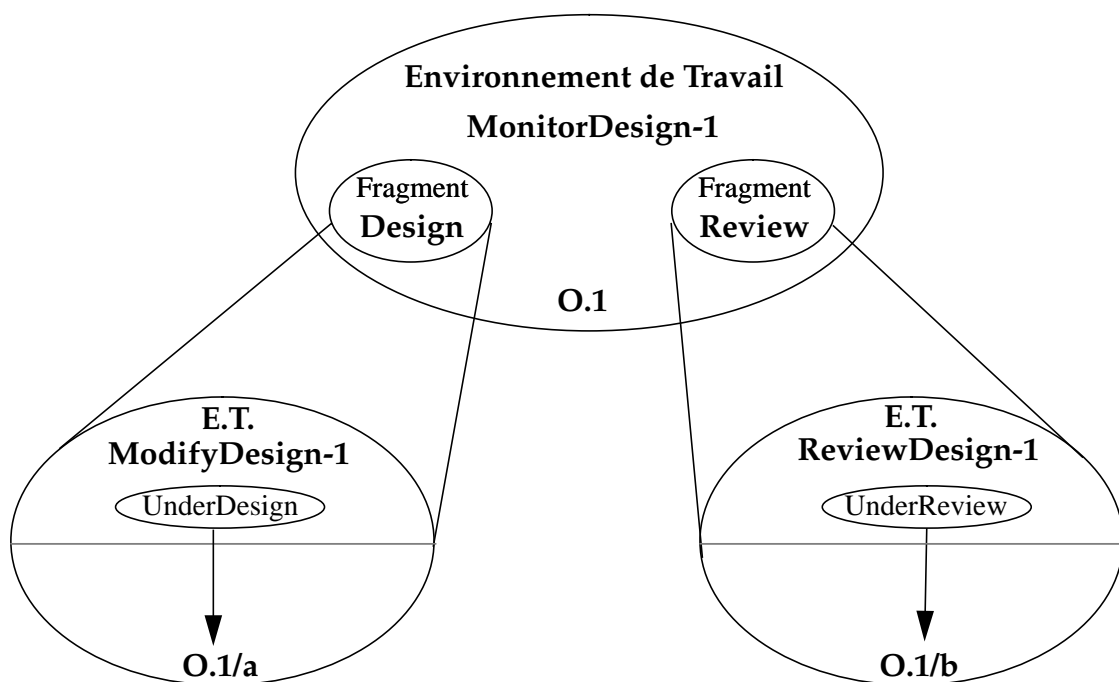 Environnement de Travail
MonitorDesign-1
Fragment
Design
Fragment
Review
O.1
E.T.
ModifyDesign-1
UnderDesign
O.1/a
E.T.
ReviewDesign-1
UnderReview
O.1/b